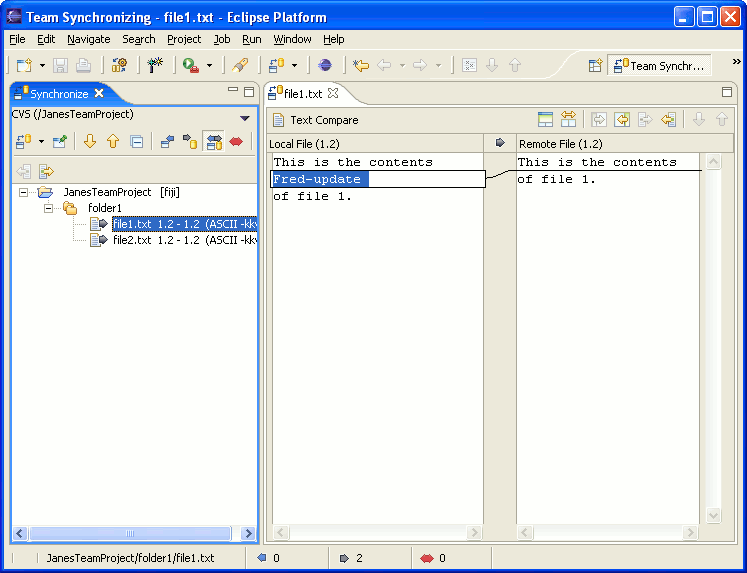 Team Synchronizing - file1.txt - Eclipse Platform
File Edit Navigate Search Project Job Run Window Help
Team Synchr...
Synchronize
file1.txt
CVS (/JanesTeamProject)
Text Compare
Local File (1.2)
Remote File (1.2)
This is the contents
Fred-update
of file 1.
This is the contents
of file 1.
JanesTeamProject [fiji]
folder1
file1.txt 1.2 - 1.2 (ASCII -kkv
file2.txt 1.2 - 1.2 (ASCII -kkv
JanesTeamProject/folder1/file1.txt
0
2
0